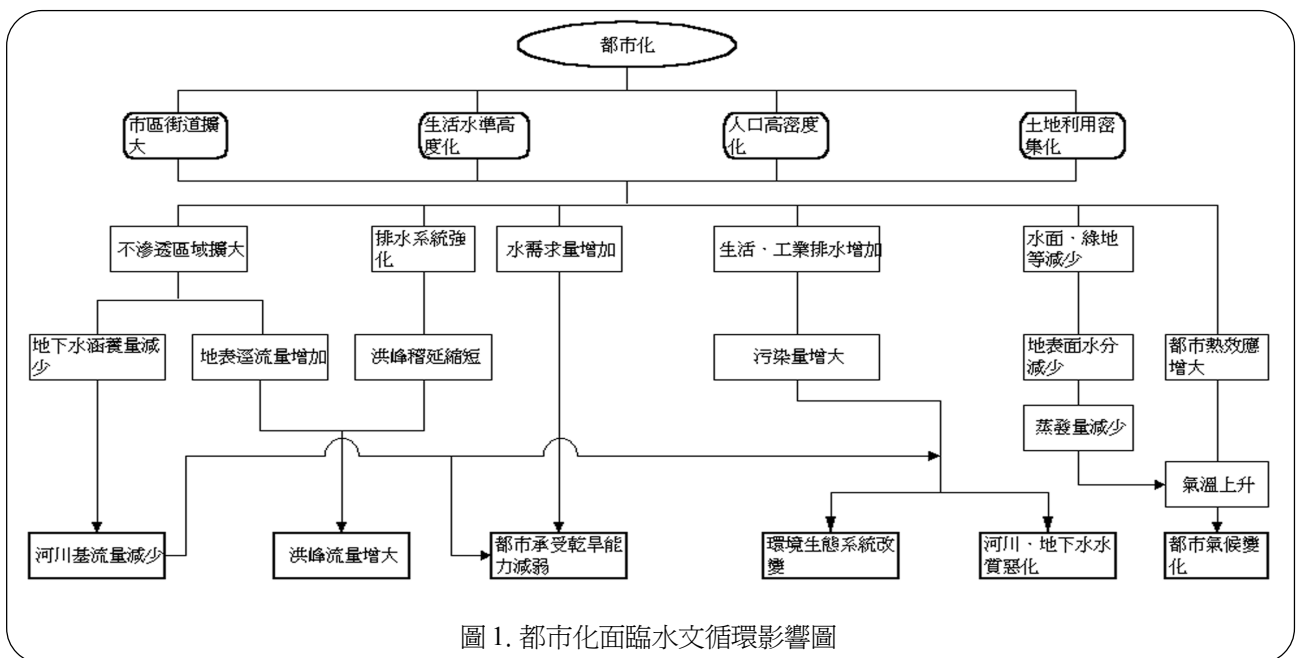 都市化
市區街道擴
大
生活水準高
度化
人口高密度
化
土地利用密
集化
不滲透區域擴大
排水系統強
化
水需求量增加
生活、工業排水增加
水面、綠地
等減少
地下水涵養量減
少
地表逕流量增加
洪峰稽延縮短
污染量增大
地表面水分
減少
都市熱效應
增大
蒸發量減少
氣溫上升
河川基流量減少
洪峰流量增大
都市承受乾旱能
力減弱
環境生態系統改
變
河川、地下水水
質惡化
都市氣候變
化
圖 1. 都市化面臨水文循環影響圖